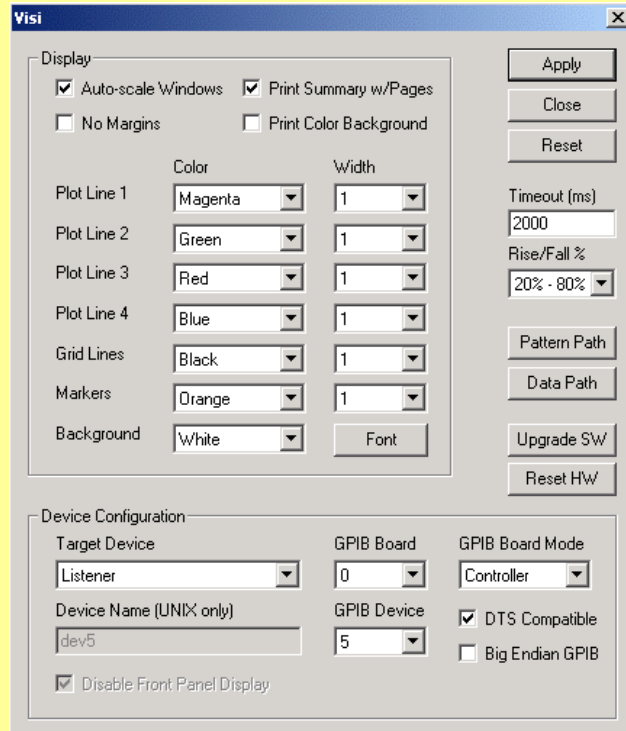 Visi
Display
Auto-scale Windows Print Summary w/Pages
No Margins Print Color Background
Color Width
Plot Line 1 Magenta 1
Plot Line 2 Green 1
Plot Line 3 Red 1
Plot Line 4 Blue 1
Grid Lines Black 1
Markers Orange 1
Background White Font
Apply
Close
Reset
Timeout (ms)
2000
Rise/Fall %
20% - 80%
Pattern Path
Data Path
Upgrade SW
Reset HW
Device Configuration
Target Device GPIB Board GPIB Board Mode
Listener 0 Controller
Device Name (UNIX only) GPIB Device DTS Compatible
dev5 5 Big Endian GPIB
Disable Front Panel Display